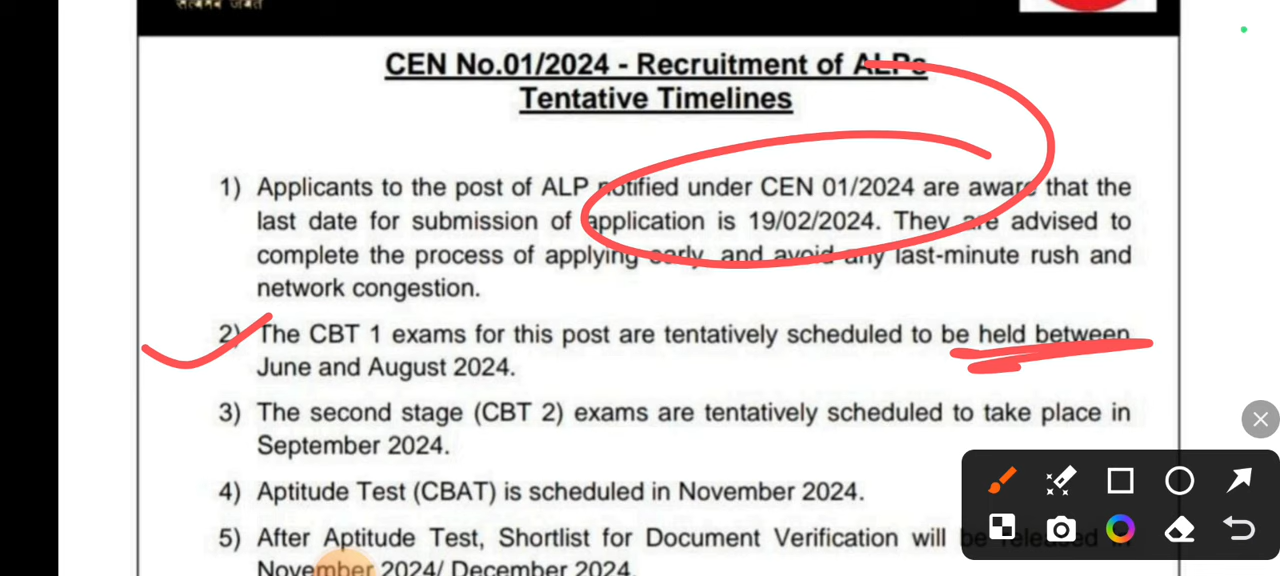 CEN No.01/2024 - Recruitment of ALPs
Tentative Timelines
1) Applicants to the post of ALP notified under CEN 01/2024 are aware that the
last date for submission of application is 19/02/2024. They are advised to
complete the process of applying early, and avoid any last-minute rush and
network congestion.
2) The CBT 1 exams for this post are tentatively scheduled to be held between
June and August 2024.
3) The second stage (CBT 2) exams are tentatively scheduled to take place in
September 2024.
4) Aptitude Test (CBAT) is scheduled in November 2024.
5) After Aptitude Test, Shortlist for Document Verification will be released in
November 2024/ December 2024.